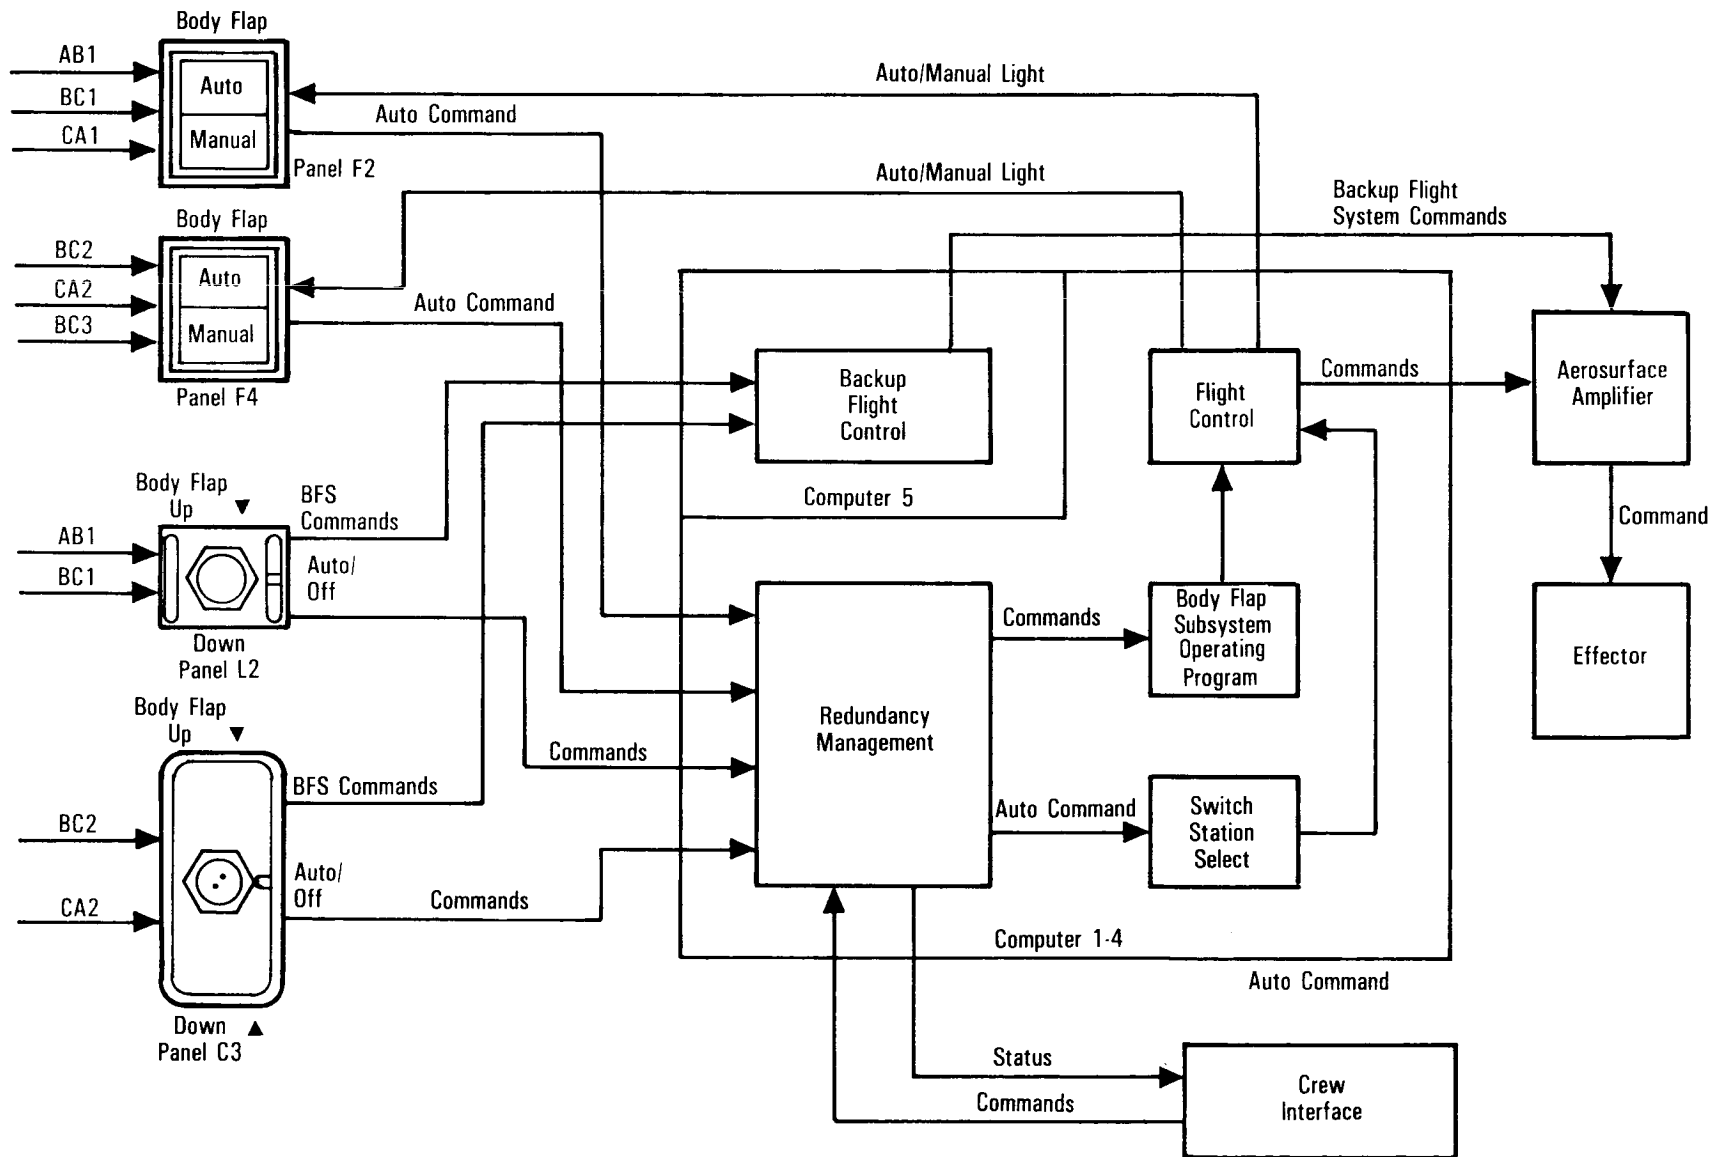 Body Flap
AB1
BC1
CA1
Auto
Manual
Panel F2
Auto Command
Auto/Manual Light
Body Flap
BC2
CA2
BC3
Auto
Manual
Panel F4
Auto Command
Auto/Manual Light
Backup Flight
System Commands
Backup
Flight
Control
Computer 5
Flight
Control
Commands
Aerosurface
Amplifier
Command
Effector
Body Flap
Up
AB1
BC1
BFS
Commands
Auto/
Off
Down
Panel L2
Body Flap
Up
BC2
CA2
BFS Commands
Auto/
Off
Commands
Commands
Down
Panel C3
Redundancy
Management
Commands
Body Flap
Subsystem
Operating
Program
Auto Command
Switch
Station
Select
Computer 1-4
Auto Command
Status
Commands
Crew
Interface